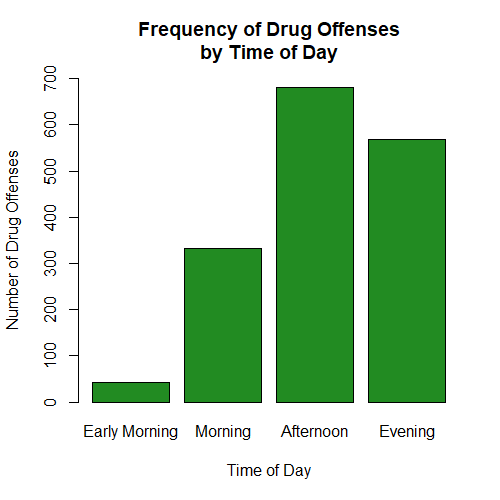 Frequency of Drug Offenses
by Time of Day
Number of Drug Offenses
700
600
500
400
300
200
100
0
Early Morning
Morning
Afternoon
Evening
Time of Day